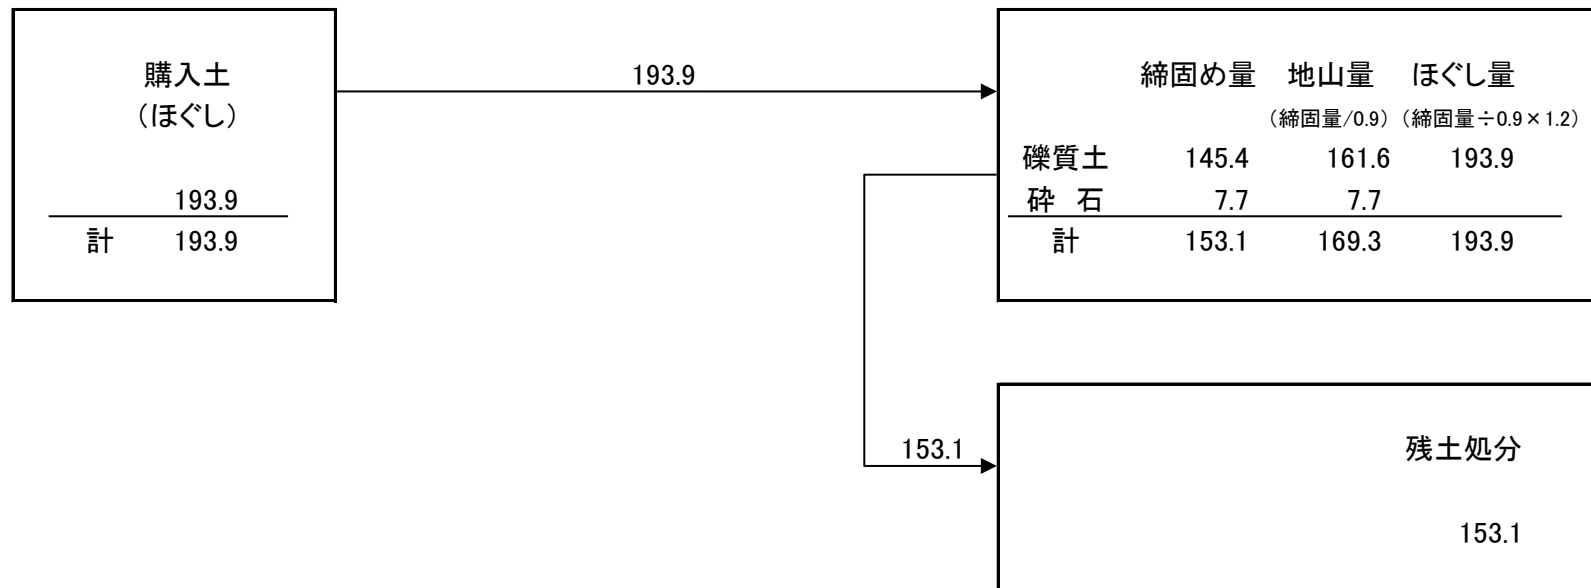 購入土
（ほぐし）
193.9
計 193.9
193.9
締固め量 地山量 ほぐし量
（締固量/0.9）（締固量÷0.9×1.2）
礫質土 145.4 161.6 193.9
砕 石 7.7 7.7
計 153.1 169.3 193.9
153.1
残土処分
153.1